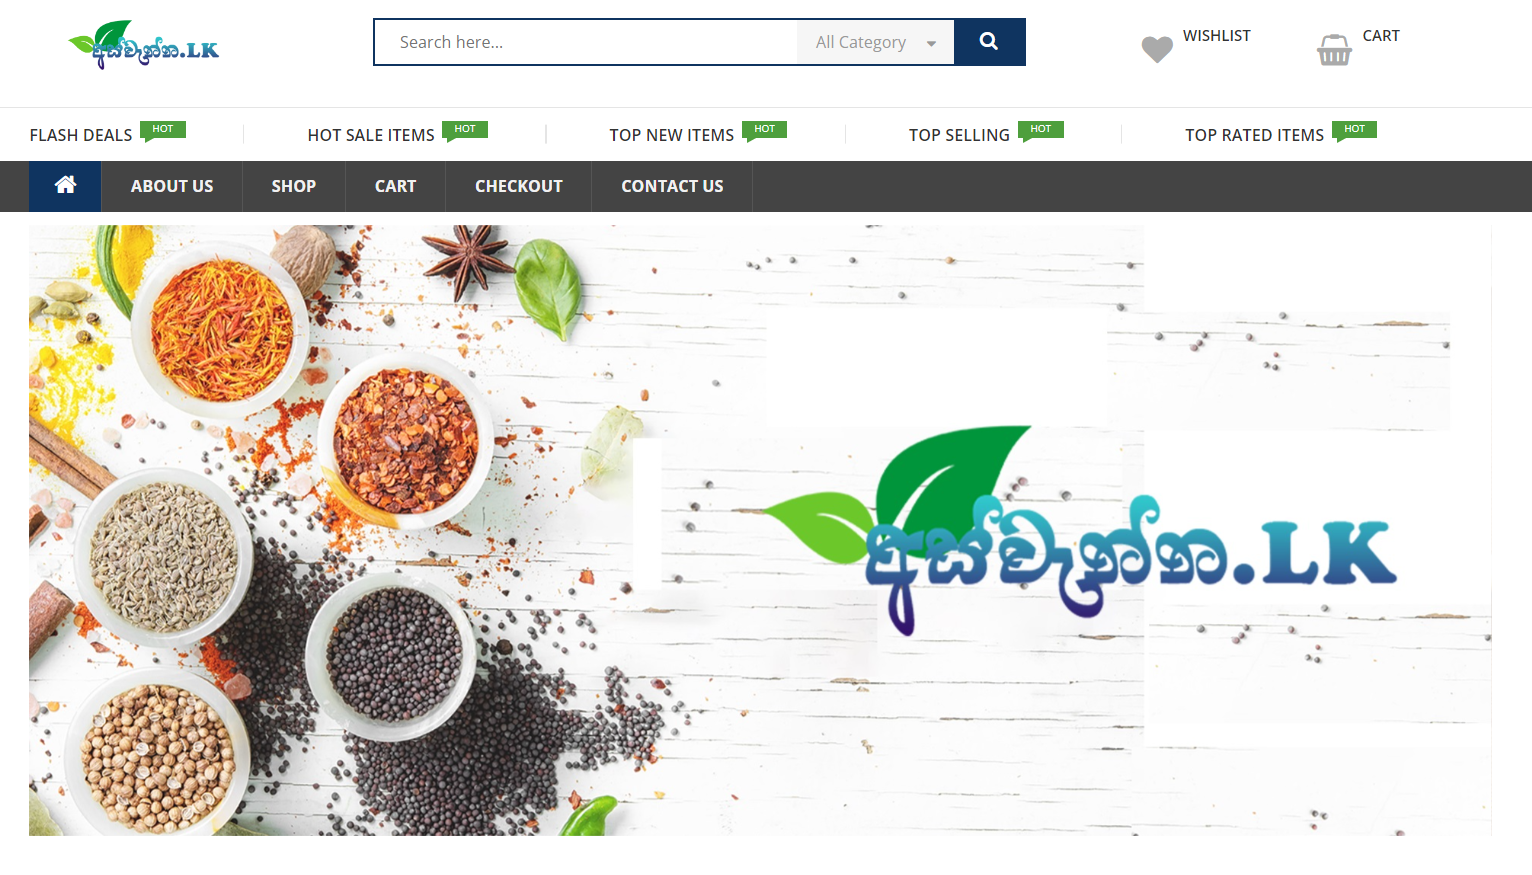 අස්වැන්න.LK
Search here...
All Category
WISHLIST
CART
FLASH DEALS HOT
HOT SALE ITEMS HOT
TOP NEW ITEMS HOT
TOP SELLING HOT
TOP RATED ITEMS HOT
ABOUT US
SHOP
CART
CHECKOUT
CONTACT US
අස්වැන්න.LK